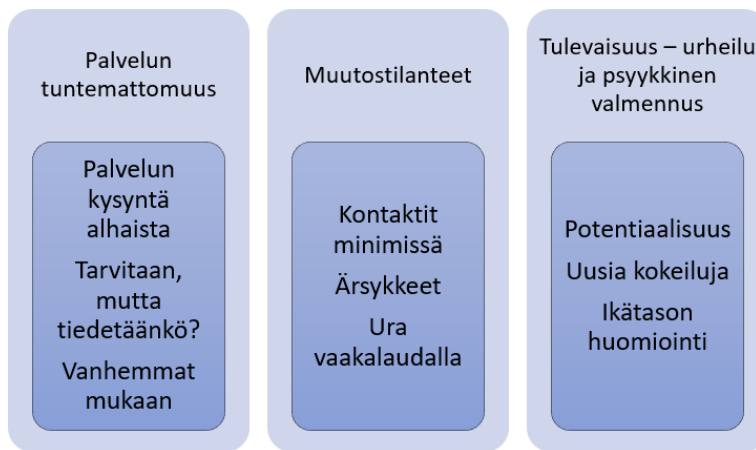 Palvelun
tuntemattomuus
Palvelun
kysyntä
alhaista
Tarvitaan,
mutta
tiedetäänkö?
Vanhemmat
mukaan
Muutostilanteet
Kontaktit
minimissä
Ärsykkeet
Ura
vaakalaudalla
Tulevaisuus – urheilu
ja psyykkinen
valmennus
Potentiaalisuus
Uusia kokeiluja
Ikätason
huomiointi